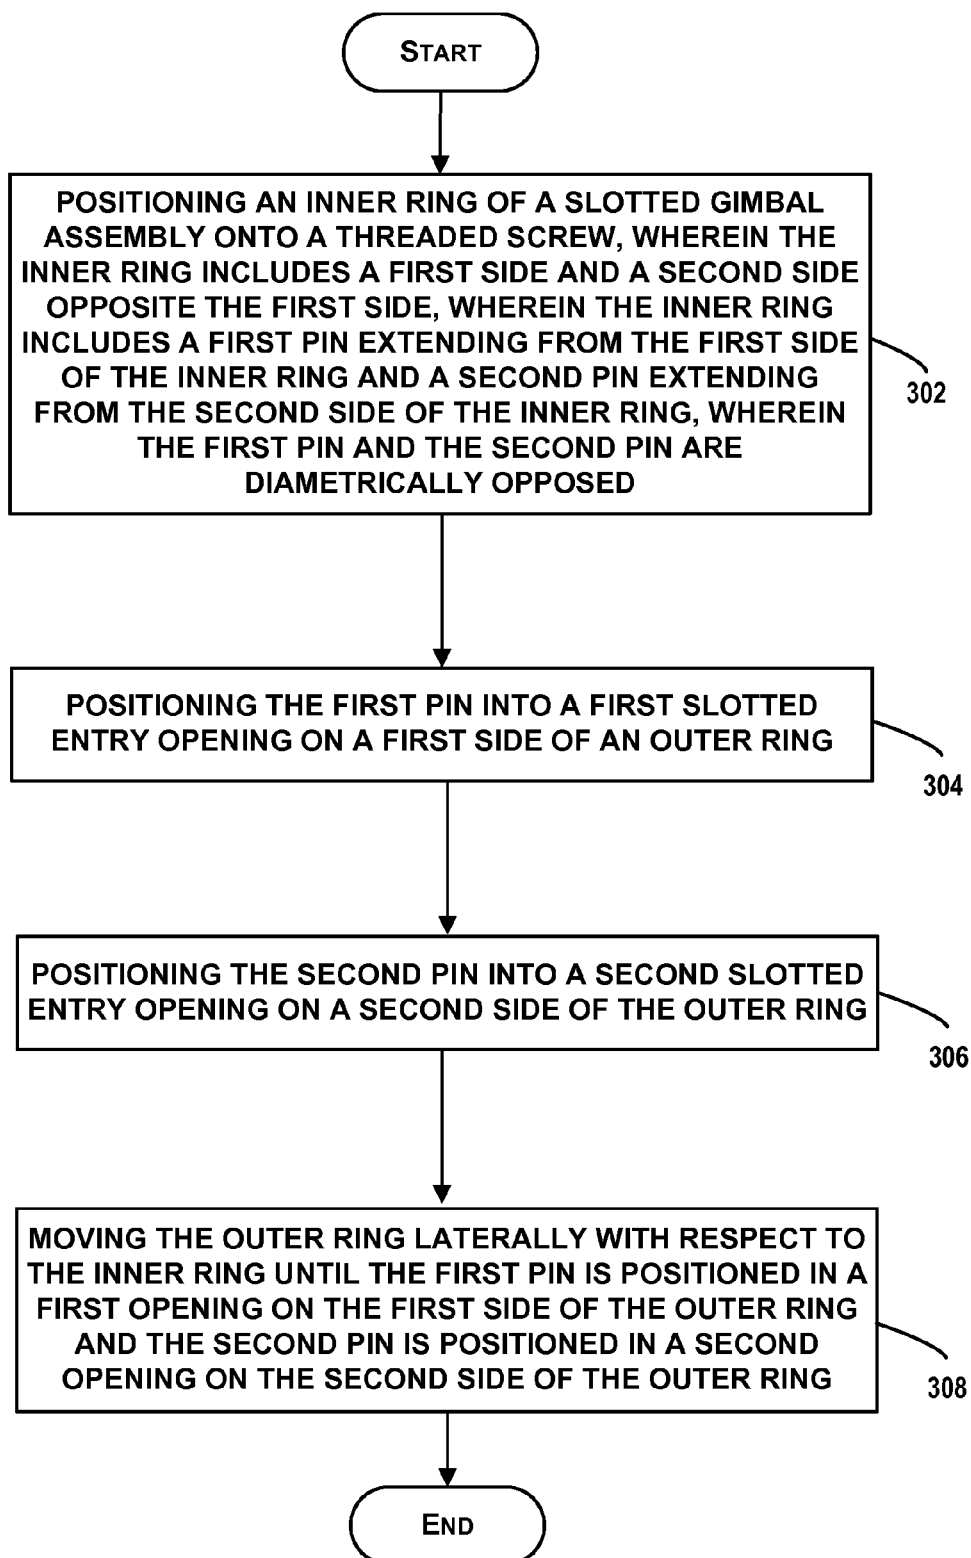 START
POSITIONING AN INNER RING OF A SLOTTED GIMBAL
ASSEMBLY ONTO A THREADED SCREW, WHEREIN THE
INNER RING INCLUDES A FIRST SIDE AND A SECOND SIDE
OPPOSITE THE FIRST SIDE, WHEREIN THE INNER RING
INCLUDES A FIRST PIN EXTENDING FROM THE FIRST SIDE
OF THE INNER RING AND A SECOND PIN EXTENDING
FROM THE SECOND SIDE OF THE INNER RING, WHEREIN
THE FIRST PIN AND THE SECOND PIN ARE
DIAMETRICALLY OPPOSED
302
POSITIONING THE FIRST PIN INTO A FIRST SLOTTED
ENTRY OPENING ON A FIRST SIDE OF AN OUTER RING
304
POSITIONING THE SECOND PIN INTO A SECOND SLOTTED
ENTRY OPENING ON A SECOND SIDE OF THE OUTER RING
306
MOVING THE OUTER RING LATERALLY WITH RESPECT TO
THE INNER RING UNTIL THE FIRST PIN IS POSITIONED IN A
FIRST OPENING ON THE FIRST SIDE OF THE OUTER RING
AND THE SECOND PIN IS POSITIONED IN A SECOND
OPENING ON THE SECOND SIDE OF THE OUTER RING
308
END